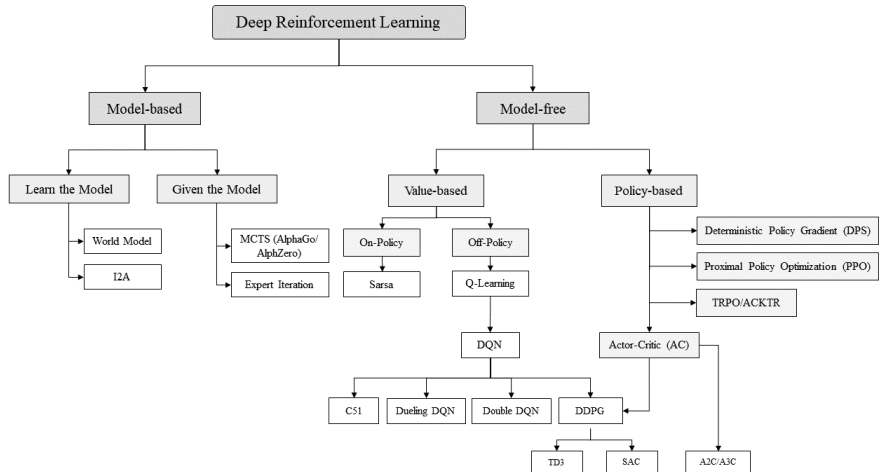 Deep Reinforcement Learning
Model-based
Model-free
Learn the Model
Given the Model
Value-based
Policy-based
World Model
I2A
MCTS (AlphaGo/
AlphZero)
Expert Iteration
On-Policy
Off-Policy
Sarsa
Q-Learning
Deterministic Policy Gradient (DPS)
Proximal Policy Optimization (PPO)
TRPO/ACKTR
DQN
Actor-Critic (AC)
C51
Dueling DQN
Double DQN
DDPG
TD3
SAC
A2C/A3C